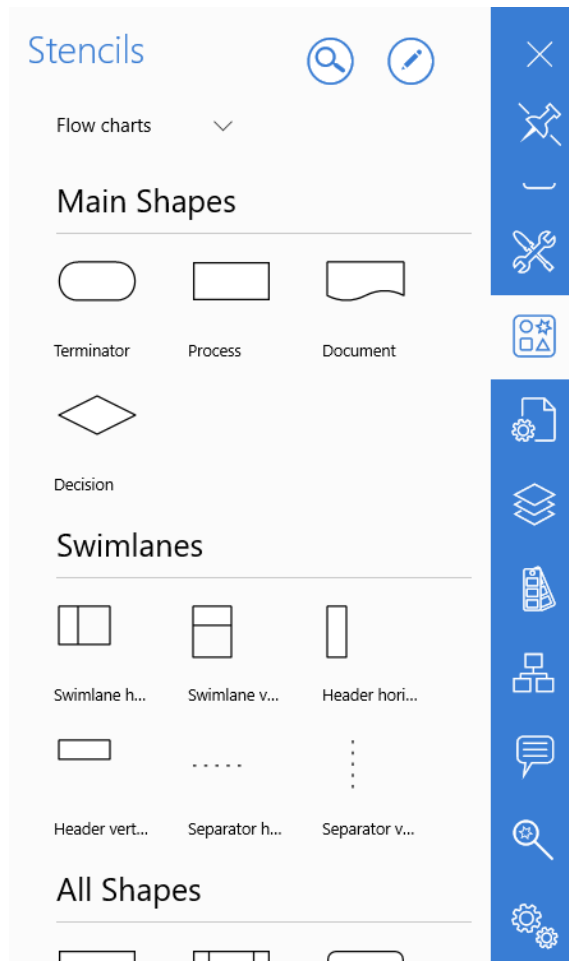 Stencils
Flow charts
Main Shapes
Terminator Process Document
Decision
Swimlanes
Swimlane h... Swimlane v... Header hori...
Header vert... Separator h... Separator v...
All Shapes